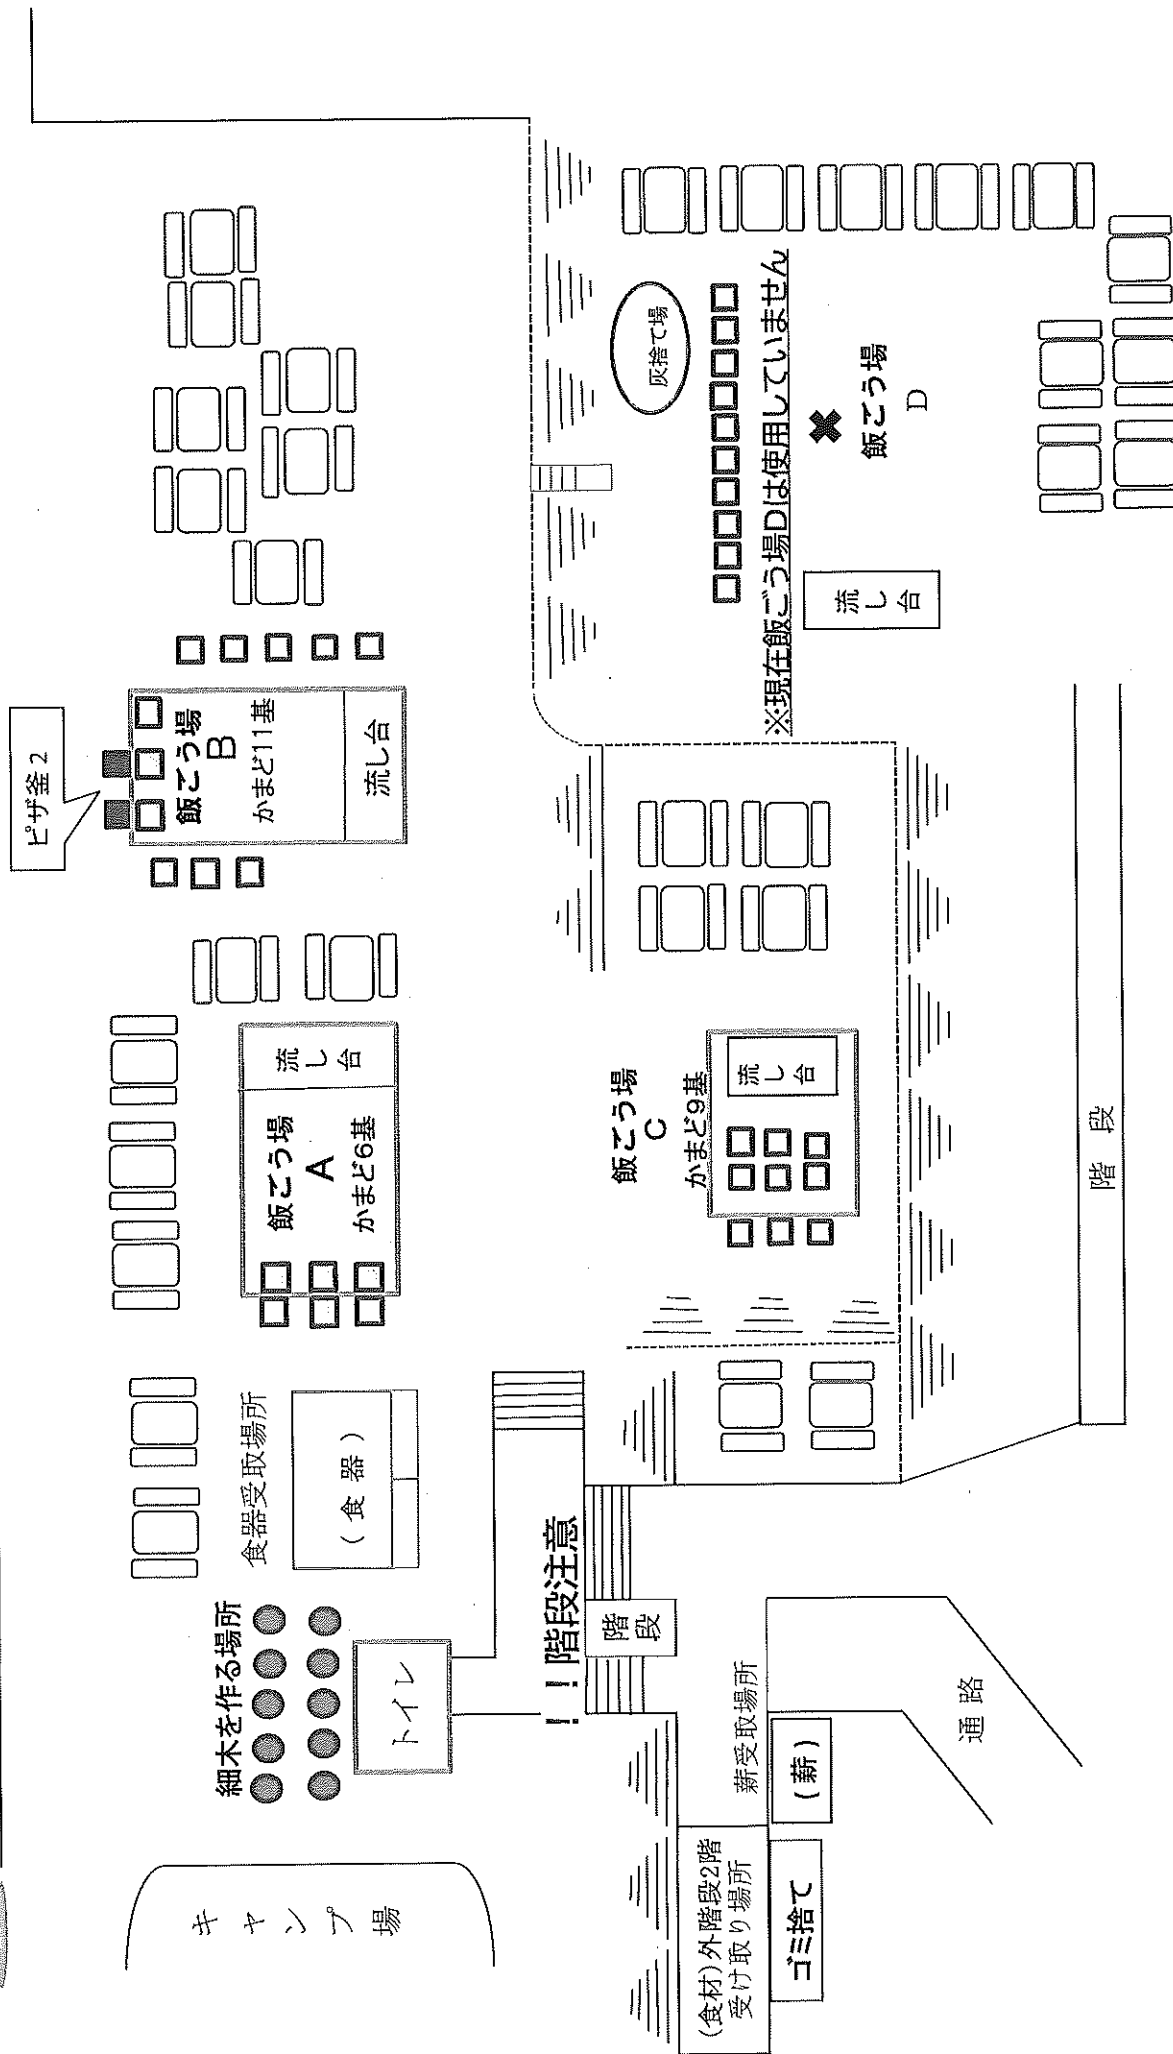 ピザ釜2
飯ごう場
B
かまど11基
流し台
飯ごう場
A
かまど6基
流し台
食器受取場所
(食器)
細木を作る場所
トイレ
キャンプ場
!!階段注意
階段
灰捨て場
※現在飯ごう場Dは使用していません
飯ごう場
D
流し台
飯ごう場
C
かまど9基
流し台
階段
薪受取場所
(薪)
通路
(食材)外階段2階
受け取り場所
ゴミ捨て